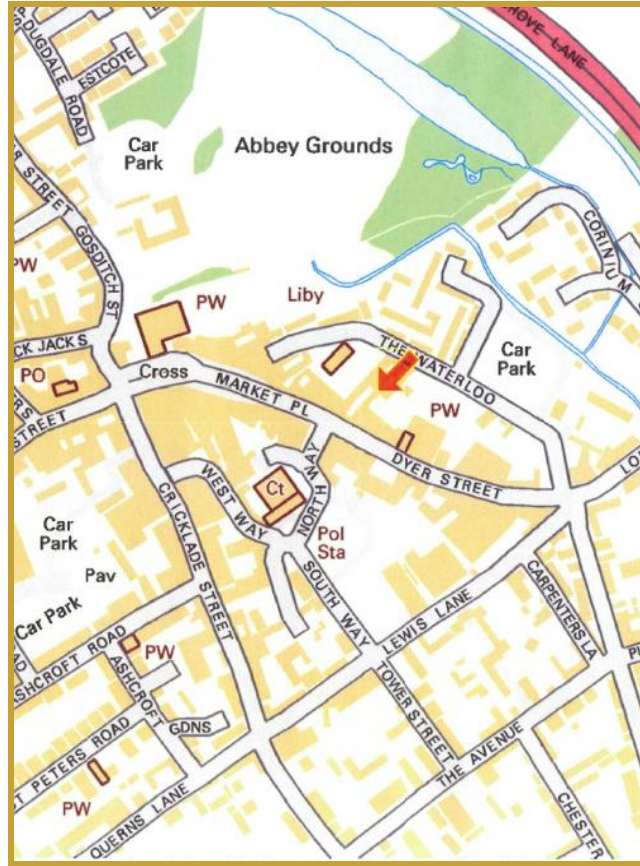 DUGDALE ROAD
ESTCOTE
GROVE LANE
Car
Park
Abbey Grounds
STREET GOSDITCH ST
CORINIUM
PW
PW
Liby
CK JACKS
THE WATERLOO
Car
Park
PO
Cross
MARKET PL
PW
STREET
DYER STREET
WEST WAY
Ct
NORTH WAY
CRICKLADE STREET
Car
Park
Pol
Sta
Pav
SOUTH WAY
CARPENTERS LA
Car Park
LEWIS LANE
ASHCROFT ROAD
PW
ASHCROFT
GDNS
TOWER STREET
THE AVENUE
ST PETERS ROAD
PW
QUERNS LANE
CHESTER